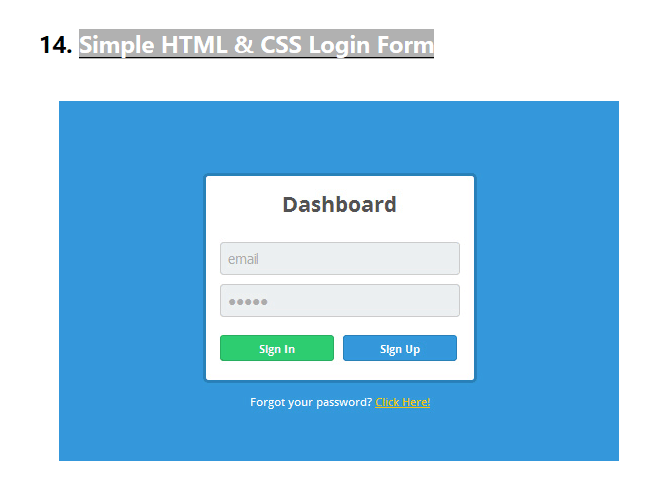 14. Simple HTML & CSS Login Form
Dashboard
email
●●●●●
Sign In
Sign Up
Forgot your password? Click Here!